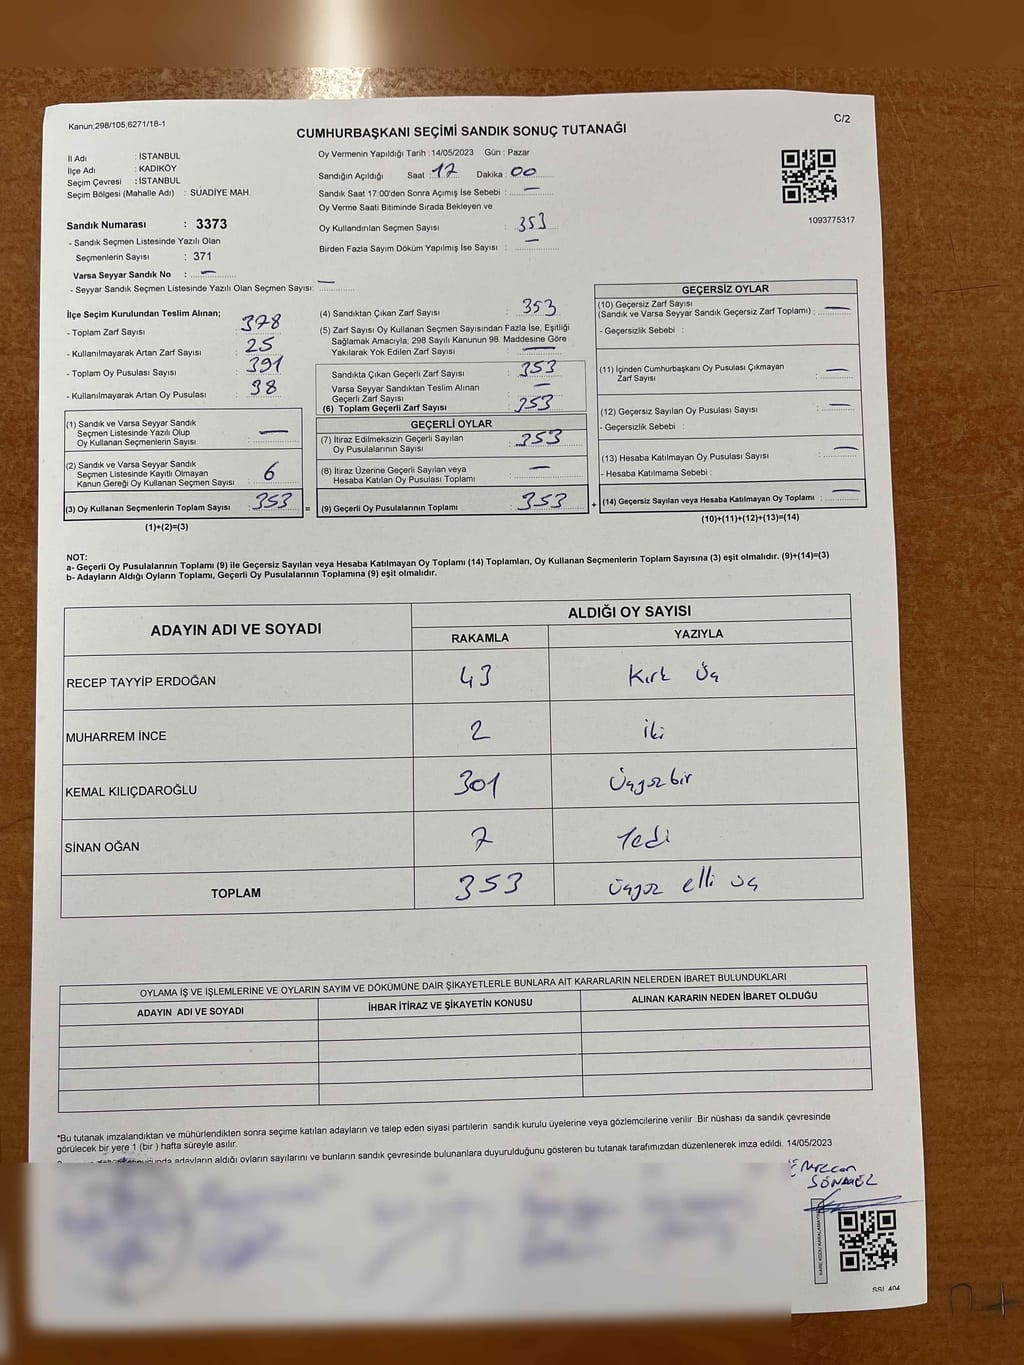 Kanun;298/105;6271/18-1
C/2
CUMHURBAŞKANI SEÇİMİ SANDIK SONUÇ TUTANAĞI
İl Adı : İSTANBUL
İlçe Adı : KADIKÖY
Seçim Çevresi : İSTANBUL
Seçim Bölgesi (Mahalle Adı) : SUADİYE MAH.
Sandık Numarası : 3373
- Sandık Seçmen Listesinde Yazılı Olan
Seçmenlerin Sayısı : 371
Varsa Seyyar Sandık No : —
- Seyyar Sandık Seçmen Listesinde Yazılı Olan Seçmen Sayısı: —
Oy Vermenin Yapıldığı Tarih : 14/05/2023 Gün : Pazar
Sandığın Açıldığı Saat 17 Dakika : 00
Sandık Saat 17:00'den Sonra Açımış İse Sebebi : —
Oy Verme Saati Bitiminde Sırada Bekleyen ve
Oy Kullandırılan Seçmen Sayısı : 353
Birden Fazla Sayım Döküm Yapılmış İse Sayısı : —
1093775317
İlçe Seçim Kurulundan Teslim Alınan;
- Toplam Zarf Sayısı : 378
- Kullanılmayarak Artan Zarf Sayısı : 25
- Toplam Oy Pusulası Sayısı : 391
- Kullanılmayarak Artan Oy Pusulası : 38
(1) Sandık ve Varsa Seyyar Sandık
Seçmen Listesinde Yazılı Olup
Oy Kullanan Seçmenlerin Sayısı : —
(2) Sandık ve Varsa Seyyar Sandık
Seçmen Listesinde Kayıtlı Olmayan
Kanun Gereği Oy Kullanan Seçmen Sayısı : 6
(3) Oy Kullanan Seçmenlerin Toplam Sayısı : 353
(1)+(2)=(3)
(4) Sandıktan Çıkan Zarf Sayısı : 353
(5) Zarf Sayısı Oy Kullanan Seçmen Sayısından Fazla İse, Eşitliği
Sağlamak Amacıyla; 298 Sayılı Kanunun 98. Maddesine Göre
Yakılarak Yok Edilen Zarf Sayısı : —
Sandıkta Çıkan Geçerli Zarf Sayısı : 353
Varsa Seyyar Sandıktan Teslim Alınan
Geçerli Zarf Sayısı : —
(6) Toplam Geçerli Zarf Sayısı : 353
GEÇERLİ OYLAR
(7) İtiraz Edilmeksizin Geçerli Sayılan
Oy Pusulalarının Sayısı : 353
(8) İtiraz Üzerine Geçerli Sayılan veya
Hesaba Katılan Oy Pusulası Toplamı : —
= (9) Geçerli Oy Pusulalarının Toplamı : 353 +
GEÇERSİZ OYLAR
(10) Geçersiz Zarf Sayısı
(Sandık ve Varsa Seyyar Sandık Geçersiz Zarf Toplamı) : —
- Geçersizlik Sebebi :
(11) İçinden Cumhurbaşkanı Oy Pusulası Çıkmayan
Zarf Sayısı : —
(12) Geçersiz Sayılan Oy Pusulası Sayısı : —
- Geçersizlik Sebebi :
(13) Hesaba Katılmayan Oy Pusulası Sayısı : —
- Hesaba Katılmama Sebebi :
(14) Geçersiz Sayılan veya Hesaba Katılmayan Oy Toplamı : —
(10)+(11)+(12)+(13)=(14)
NOT:
a- Geçerli Oy Pusulalarının Toplamı (9) ile Geçersiz Sayılan veya Hesaba Katılmayan Oy Toplamı (14) Toplamları, Oy Kullanan Seçmenlerin Toplam Sayısına (3) eşit olmalıdır. (9)+(14)=(3)
b- Adayların Aldığı Oyların Toplamı, Geçerli Oy Pusulalarının Toplamına (9) eşit olmalıdır.
ADAYIN ADI VE SOYADI
ALDIĞI OY SAYISI
RAKAMLA YAZIYLA
RECEP TAYYİP ERDOĞAN 43 Kırk üç
MUHARREM İNCE 2 iki
KEMAL KILIÇDAROĞLU 301 Üçyüzbir
SİNAN OĞAN 7 Yedi
TOPLAM 353 üçyüz elli üç
OYLAMA İŞ VE İŞLEMLERİNE VE OYLARIN SAYIM VE DÖKÜMÜNE DAİR ŞİKAYETLERLE BUNLARA AİT KARARLARIN NELERDEN İBARET BULUNDUKLARI
ADAYIN ADI VE SOYADI İHBAR İTİRAZ VE ŞİKAYETİN KONUSU ALINAN KARARIN NEDEN İBARET OLDUĞU
*Bu tutanak imzalandıktan ve mühürlendikten sonra seçime katılan adayların ve talep eden siyasi partilerin sandık kurulu üyelerine veya gözlemcilerine verilir. Bir nüshası da sandık çevresinde
görülecek bir yere 1 (bir) hafta süreyle asılır.
adayların aldığı oyların sayılarını ve bunların sandık çevresinde bulunanlara duyurulduğunu gösteren bu tutanak tarafımızdan düzenlenerek imza edildi. 14/05/2023
SÖNMEZ